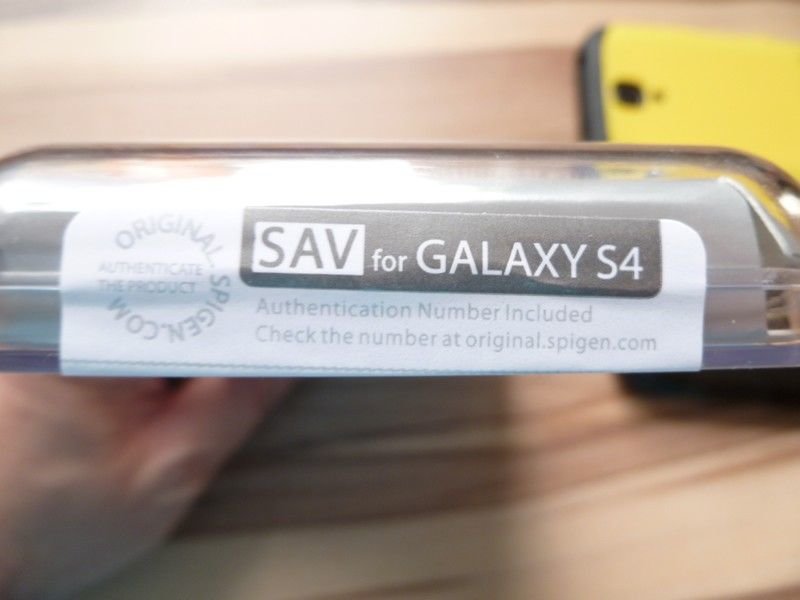 ORIGINAL.SPIGEN.COM
AUTHENTICATE
THE PRODUCT
SAV for GALAXY S4
Authentication Number Included
Check the number at original.spigen.com